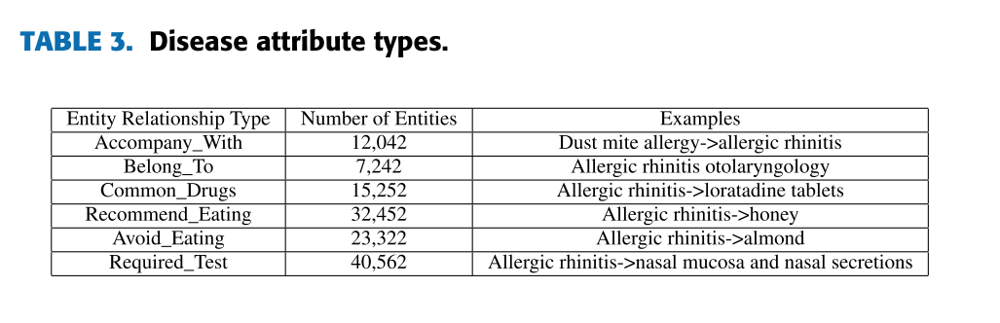 TABLE 3. Disease attribute types.
Entity Relationship Type Number of Entities Examples
Accompany_With 12,042 Dust mite allergy->allergic rhinitis
Belong_To 7,242 Allergic rhinitis otolaryngology
Common_Drugs 15,252 Allergic rhinitis->loratadine tablets
Recommend_Eating 32,452 Allergic rhinitis->honey
Avoid_Eating 23,322 Allergic rhinitis->almond
Required_Test 40,562 Allergic rhinitis->nasal mucosa and nasal secretions